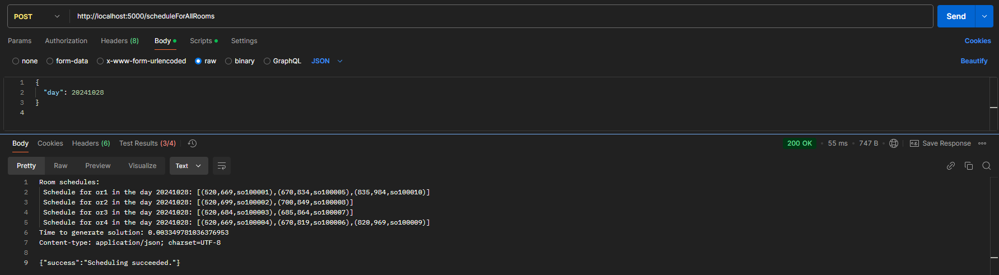 POST http://localhost:5000/scheduleForAllRooms Send
Params Authorization Headers (8) Body Scripts Settings Cookies
none form-data x-www-form-urlencoded raw binary GraphQL JSON Beautify
1 {
2 "day": 20241028
3 }
4
Body Cookies Headers (6) Test Results (3/4) 200 OK • 55 ms • 747 B • e.g. Save Response
Pretty Raw Preview Visualize Text
1 Room schedules:
2 Schedule for or1 in the day 20241028: [(520,669,so100001),(670,834,so100005),(835,984,so100010)]
3 Schedule for or2 in the day 20241028: [(520,699,so100002),(700,849,so100008)]
4 Schedule for or3 in the day 20241028: [(520,684,so100003),(685,864,so100007)]
5 Schedule for or4 in the day 20241028: [(520,669,so100004),(670,819,so100006),(820,969,so100009)]
6 Time to generate solution: 0.003349781036376953
7 Content-type: application/json; charset=UTF-8
8
9 {"success":"Scheduling succeeded."}